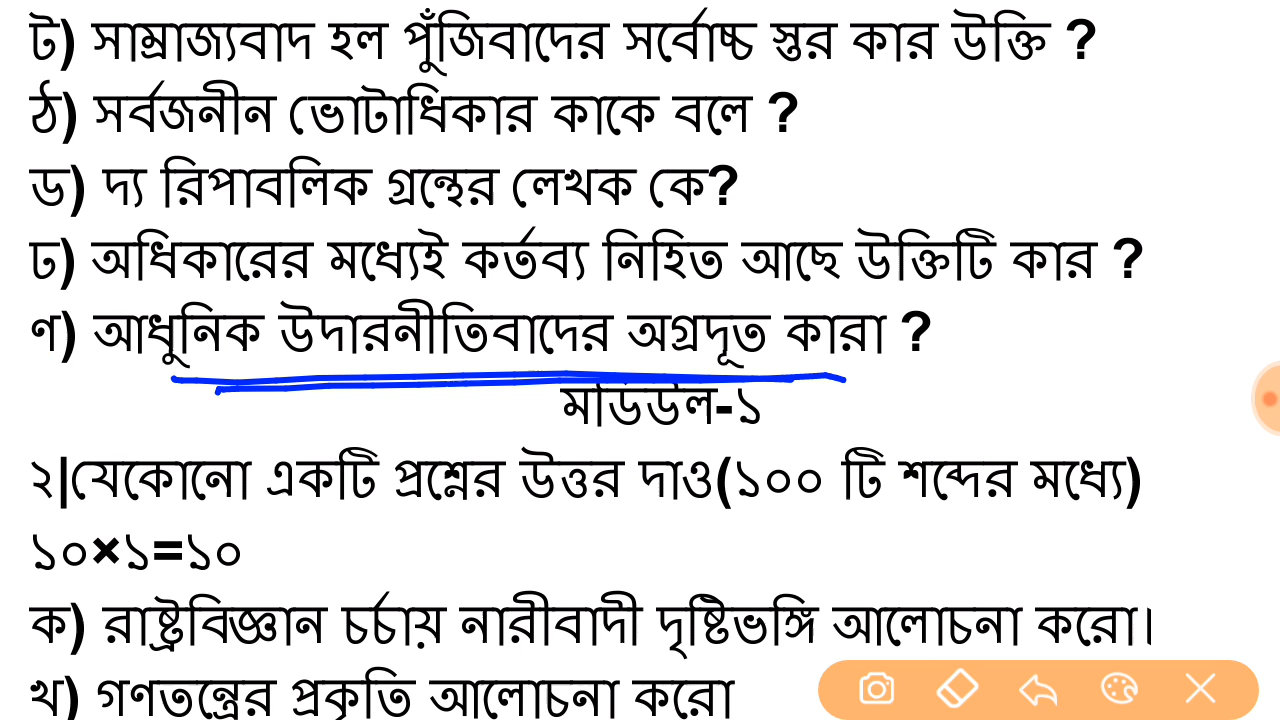 ট) সাম্রাজ্যবাদ হল পুঁজিবাদের সর্বোচ্চ স্তর কার উক্তি ?
ঠ) সর্বজনীন ভোটাধিকার কাকে বলে ?
ড) দ্য রিপাবলিক গ্রন্থের লেখক কে?
ঢ) অধিকারের মধ্যেই কর্তব্য নিহিত আছে উক্তিটি কার ?
ণ) আধুনিক উদারনীতিবাদের অগ্রদূত কারা ?
মডিউল-১
২|যেকোনো একটি প্রশ্নের উত্তর দাও(১০০ টি শব্দের মধ্যে)
১০×১=১০
ক) রাষ্ট্রবিজ্ঞান চর্চায় নারীবাদী দৃষ্টিভঙ্গি আলোচনা করো।
খ) গণতন্ত্রের প্রকৃতি আলোচনা করো